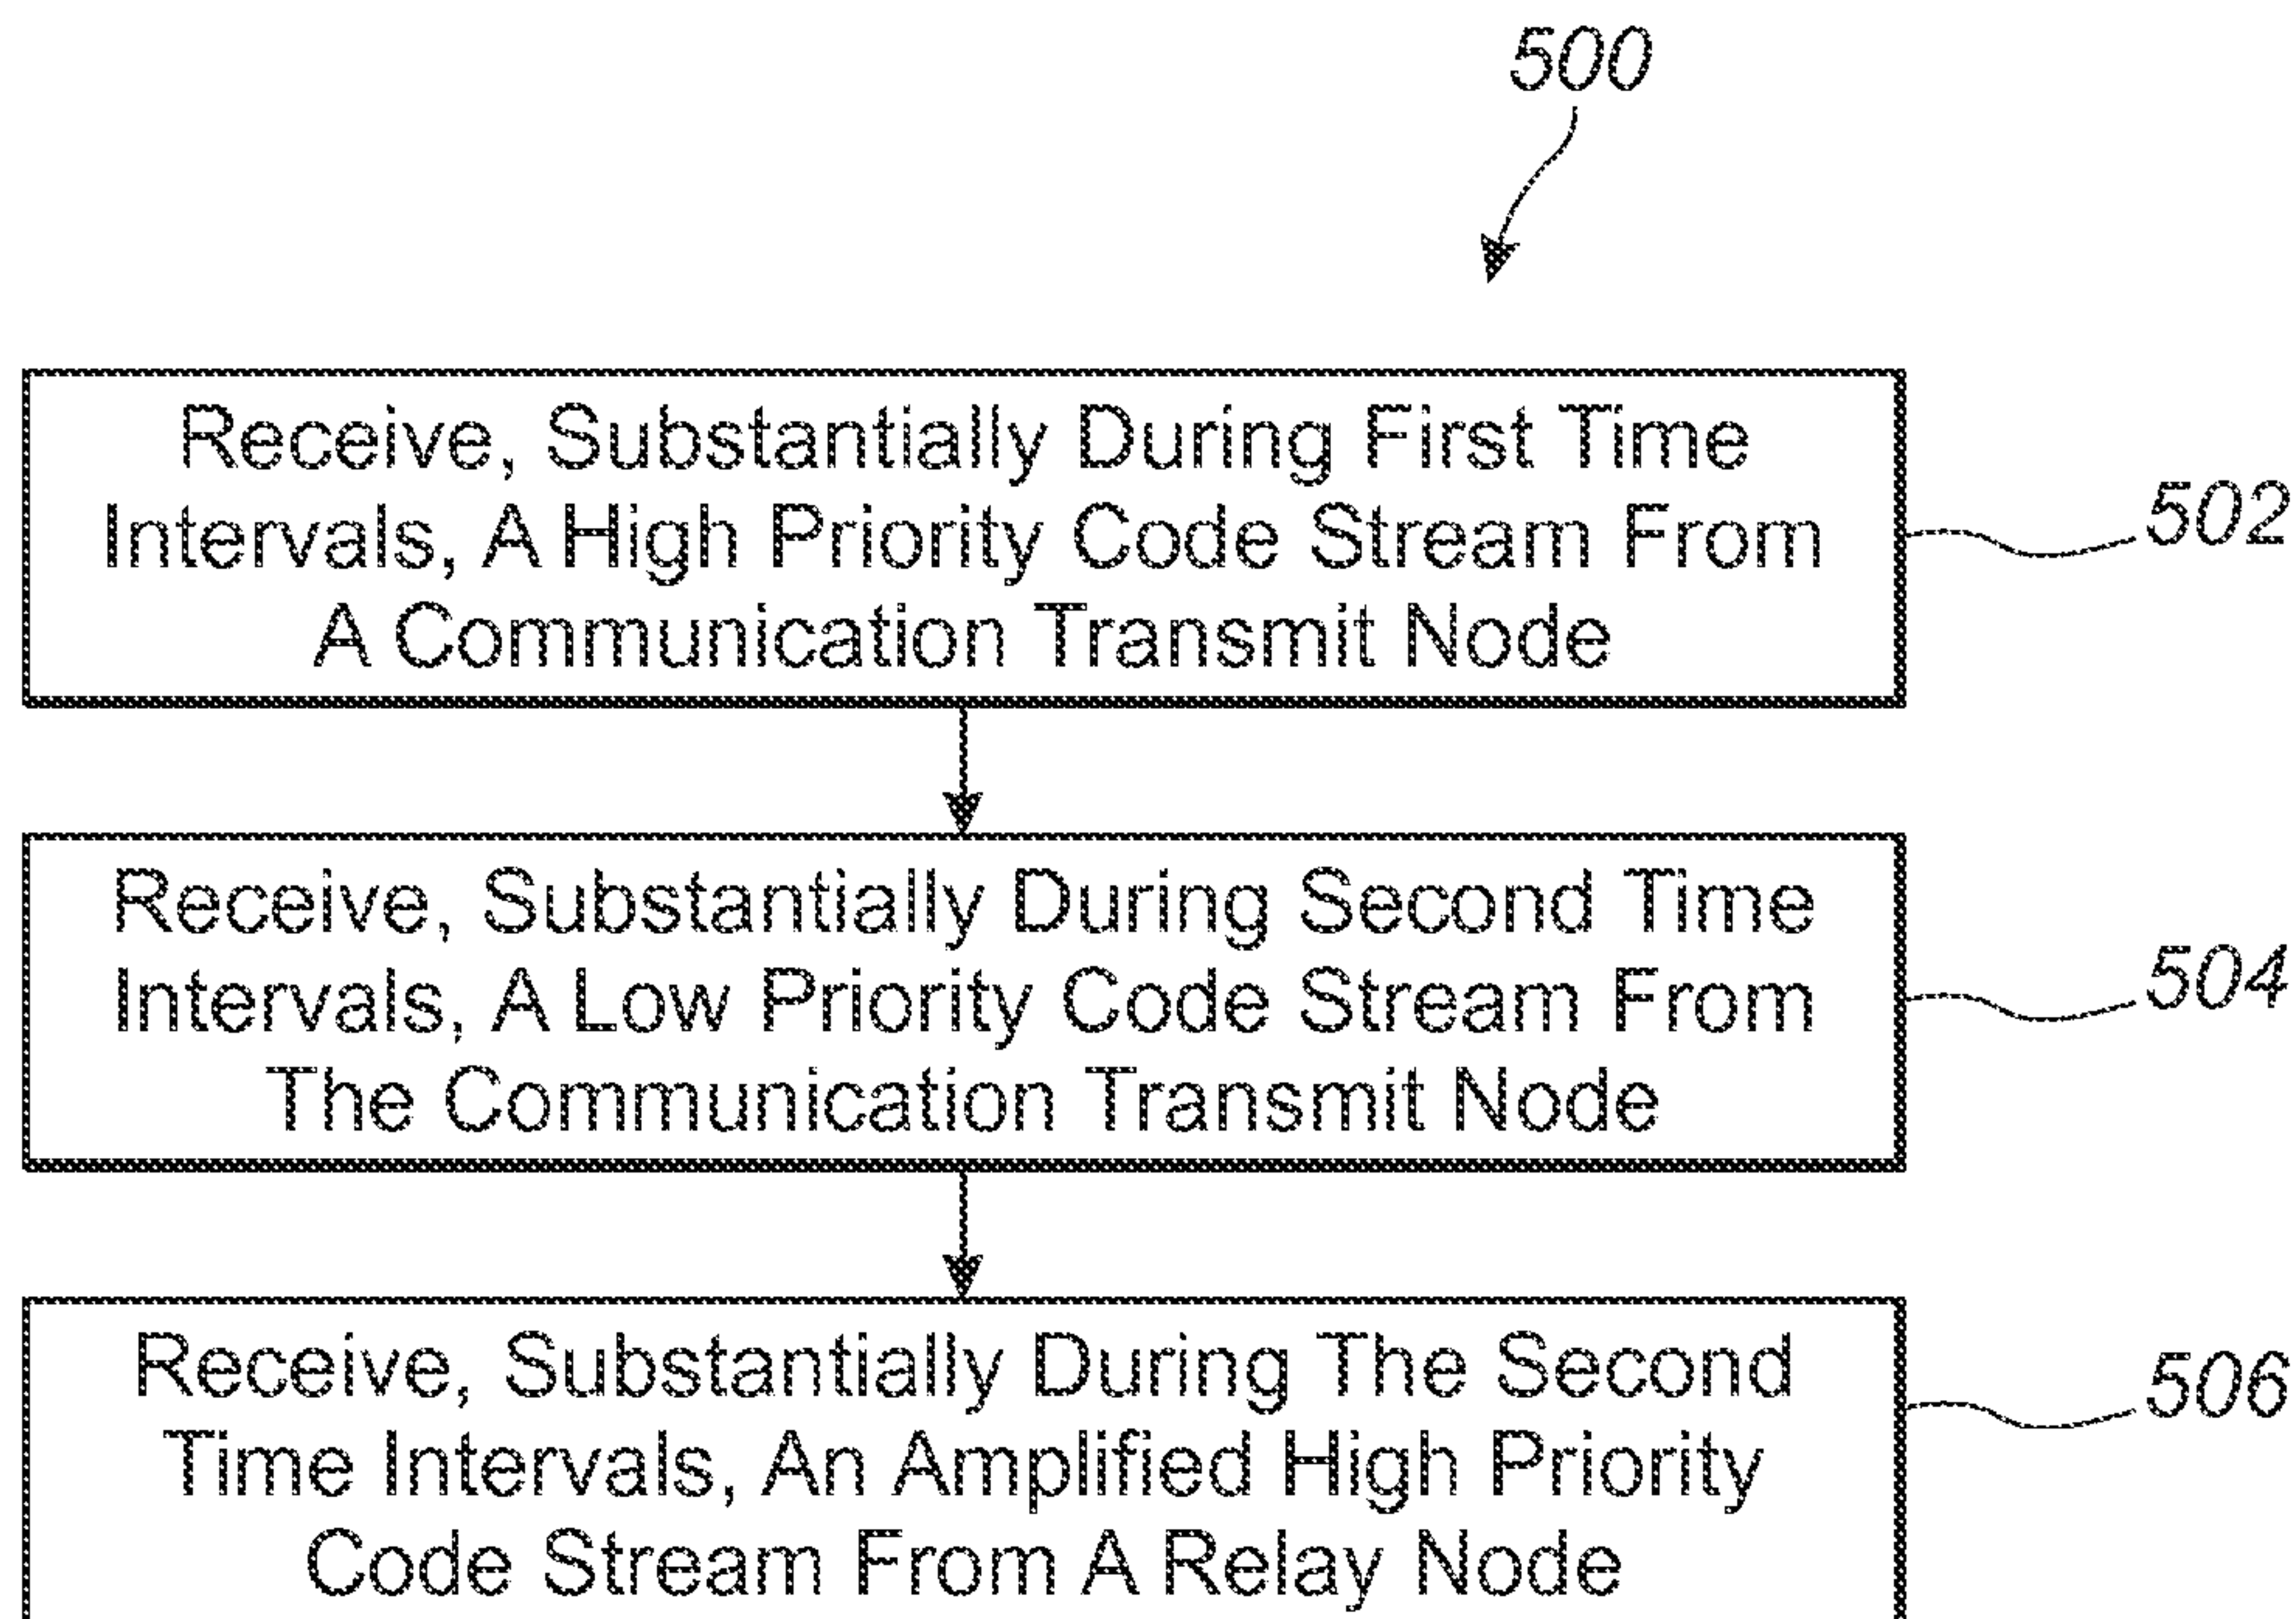 500
Receive, Substantially During First Time
Intervals, A High Priority Code Stream From
A Communication Transmit Node
502
Receive, Substantially During Second Time
Intervals, A Low Priority Code Stream From
The Communication Transmit Node
504
Receive, Substantially During The Second
Time Intervals, An Amplified High Priority
Code Stream From A Relay Node
506